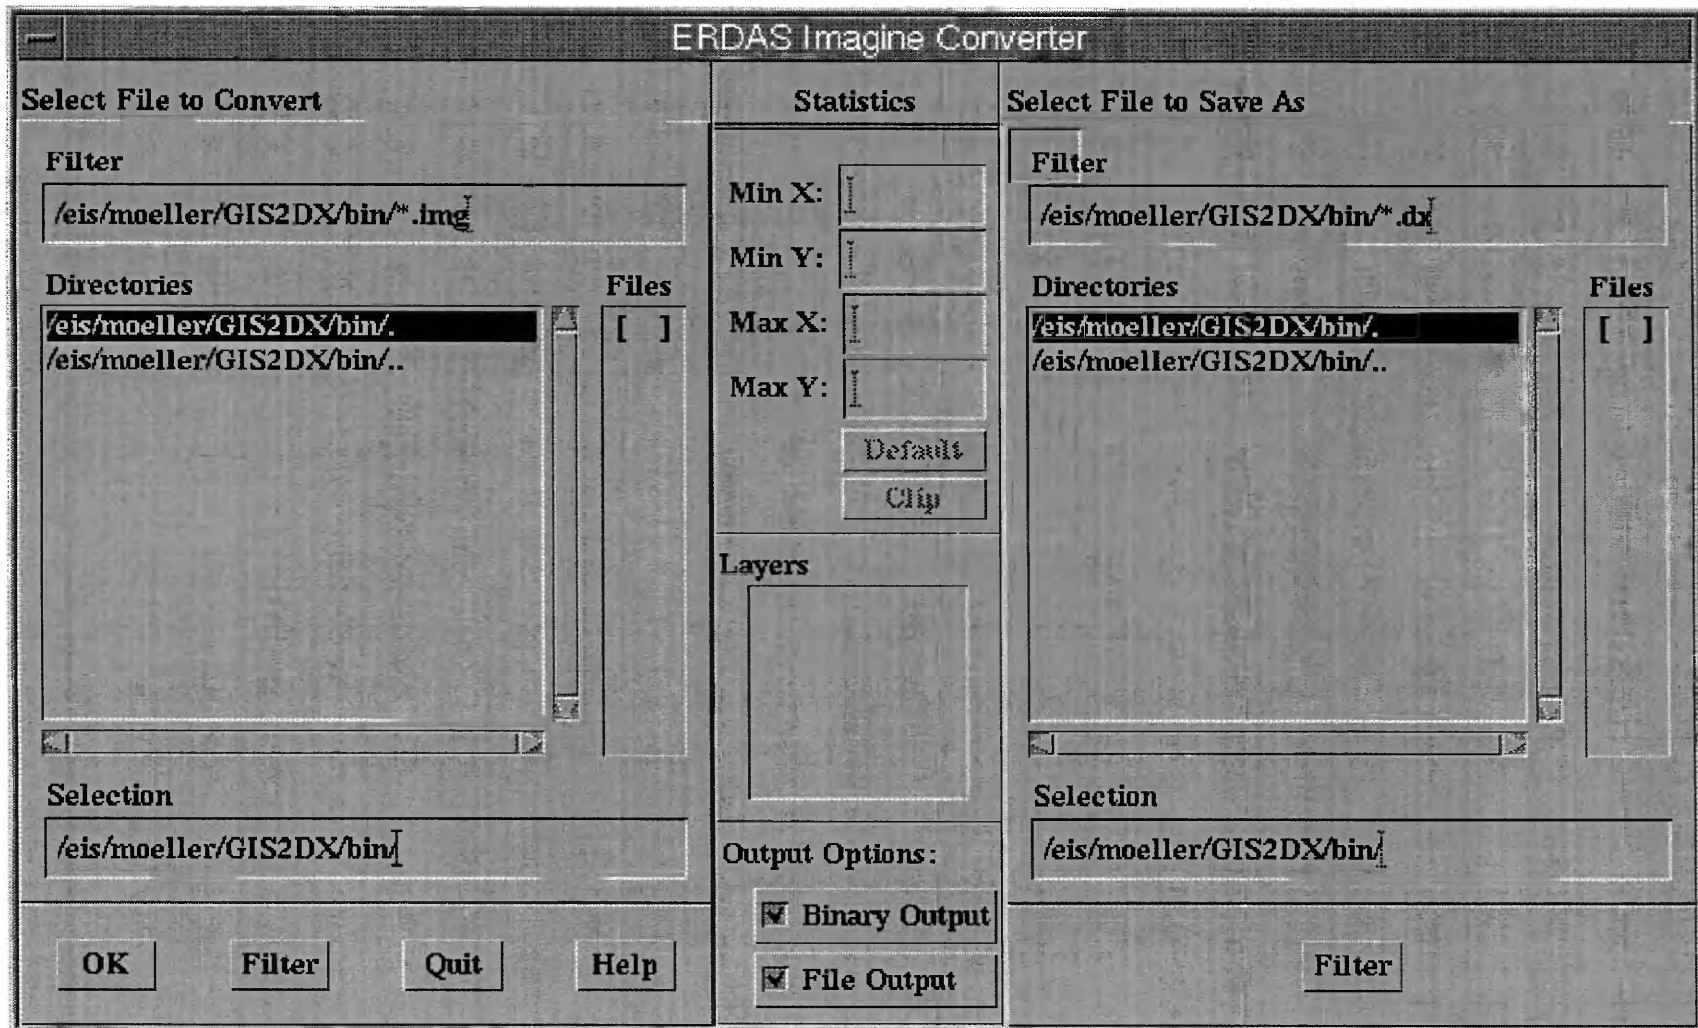 ERDAS Imagine Converter
Select File to Convert
Filter
/eis/moeller/GIS2DX/bin/*.img
Directories
Files
/eis/moeller/GIS2DX/bin/.
/eis/moeller/GIS2DX/bin/..
[ ]
Selection
/eis/moeller/GIS2DX/bin/
OK
Filter
Quit
Help
Statistics
Min X:
Min Y:
Max X:
Max Y:
Default
Clip
Layers
Output Options:
Binary Output
File Output
Select File to Save As
Filter
/eis/moeller/GIS2DX/bin/*.dx
Directories
Files
/eis/moeller/GIS2DX/bin/.
/eis/moeller/GIS2DX/bin/..
[ ]
Selection
/eis/moeller/GIS2DX/bin/
Filter